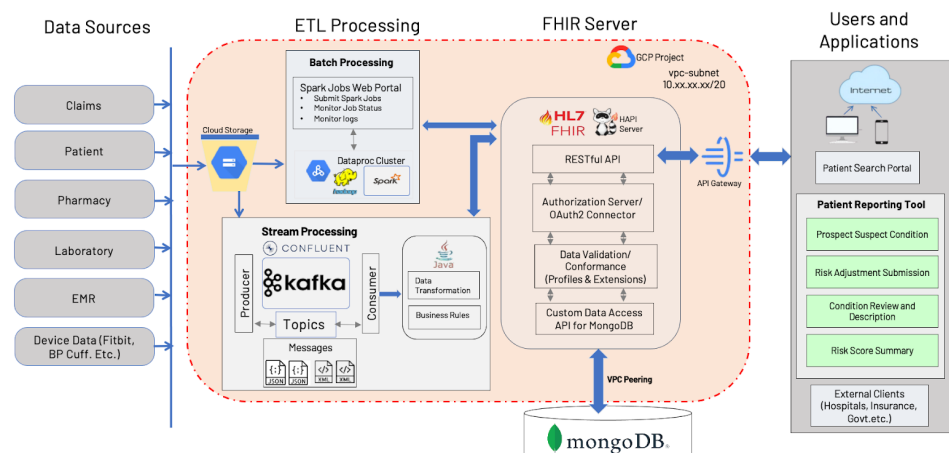 Data Sources
ETL Processing
FHIR Server
Users and
Applications
Claims
Patient
Pharmacy
Laboratory
EMR
Device Data (Fitbit,
BP Cuff. Etc.)
Cloud Storage
Batch Processing
Spark Jobs Web Portal
• Submit Spark Jobs
• Monitor Job Status
• Monitor logs
Dataproc Cluster
Spark
Stream Processing
CONFLUENT
kafka
Producer
Consumer
Topics
Messages
{:}
JSON
{:}
JSON
</>
XML
</>
XML
Java
Data
Transformation
Business Rules
GCP Project
vpc-subnet
10.xx.xx.xx/20
HL7
FHIR
HAPI
Server
RESTful API
Authorization Server/
OAuth2 Connector
Data Validation/
Conformance
(Profiles & Extensions)
Custom Data Access
API for MongoDB
VPC Peering
mongoDB.
API Gateway
Internet
Patient Search Portal
Patient Reporting Tool
Prospect Suspect Condition
Risk Adjustment Submission
Condition Review and
Description
Risk Score Summary
External Clients
(Hospitals, Insurance,
Govt.etc.)